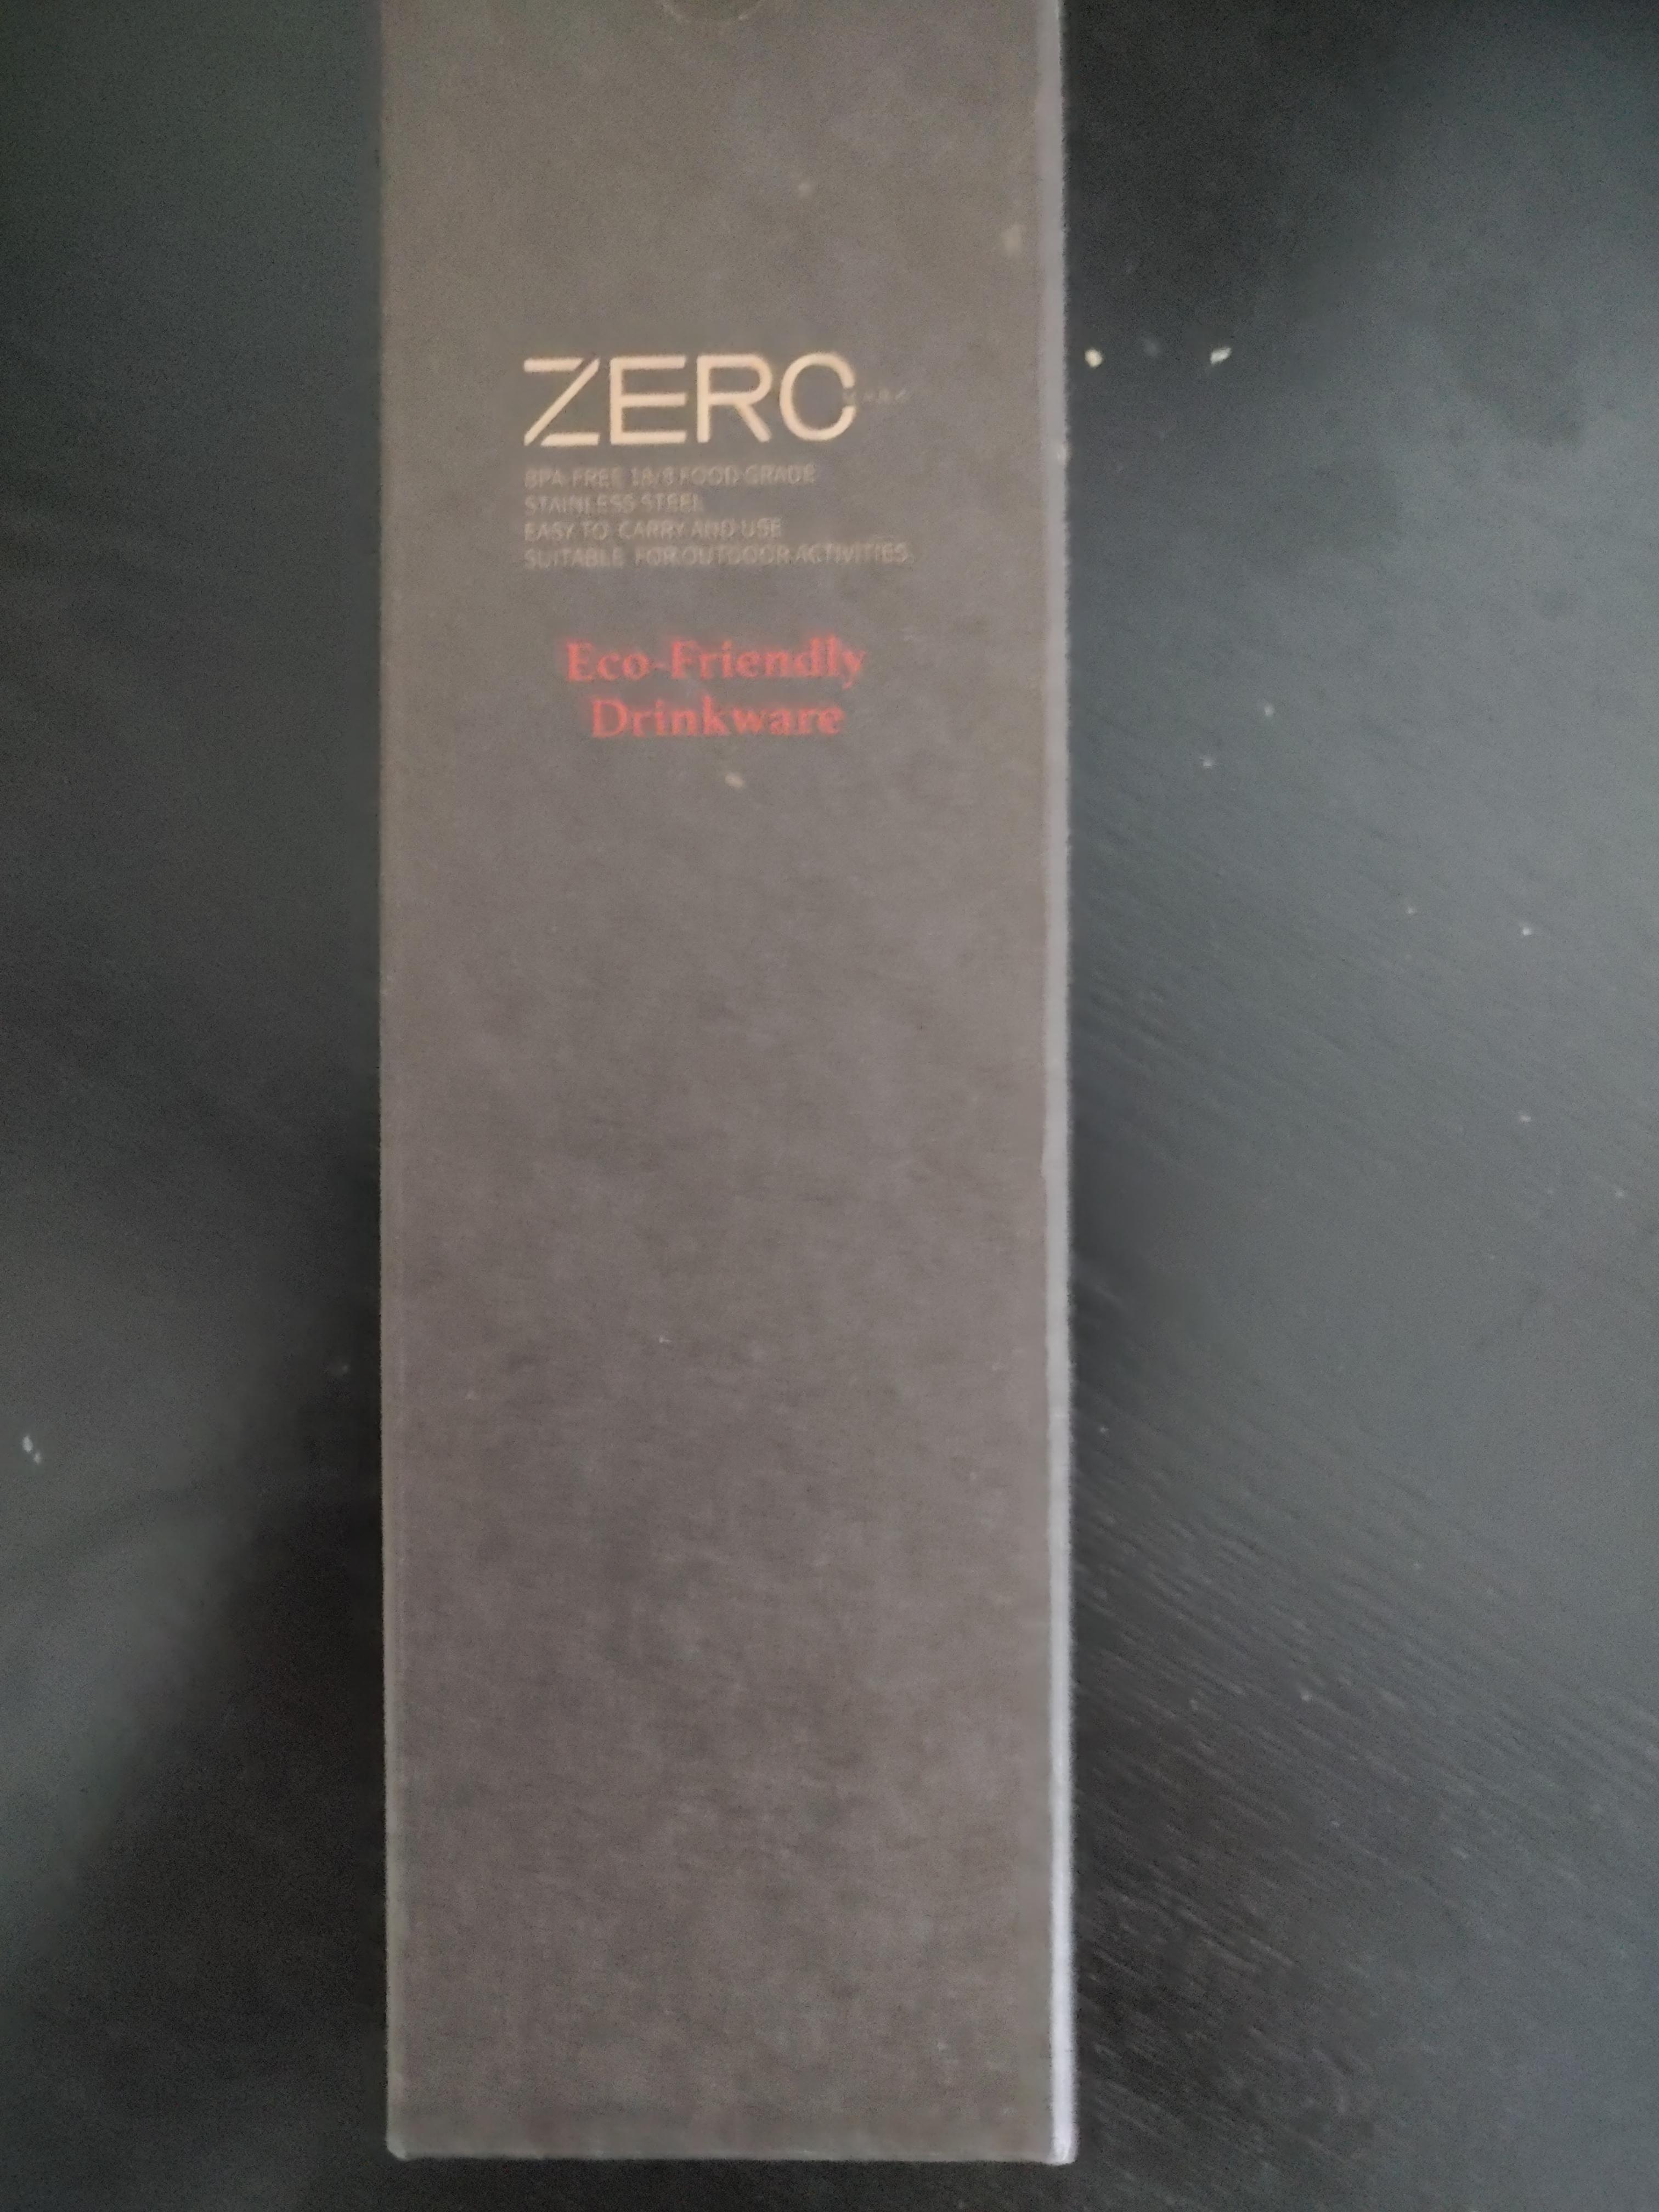 ZERO
BPA-FREE 18/8 FOOD GRADE
STAINLESS STEEL
EASY TO CARRY AND USE
SUITABLE FOR OUTDOOR ACTIVITIES.
Eco-Friendly
Drinkware